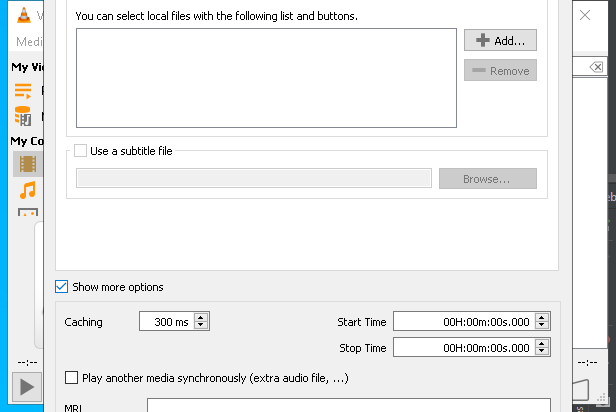 You can select local files with the following list and buttons.
Medi
Add...
My Vi
Remove
My Co
Use a subtitle file
Browse...
Show more options
Caching
300 ms
Start Time
00H:00m:00s.000
Stop Time
00H:00m:00s.000
--:--
--:--
Play another media synchronously (extra audio file, ...)
MRL